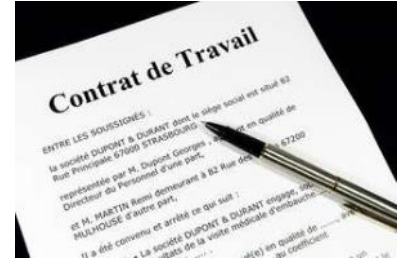 Contrat de Travail
ENTRE LES SOUSSIGNÉS :
la société DUPONT & DURANT dont le siège social est situé 82
Rue Principale 67000 STRASBOURG
représentée par M. Dupont Georges, en qualité de
Directeur du Personnel d'une part,
et M. MARTIN Remi demeurant à 82 Rue des 67200
MULHOUSE d'autre part,
Il a été convenu et arrêté ce qui suit :
La société DUPONT & DURANT engage,
de la visite médicale d'embauche
en qualité de
au coefficient